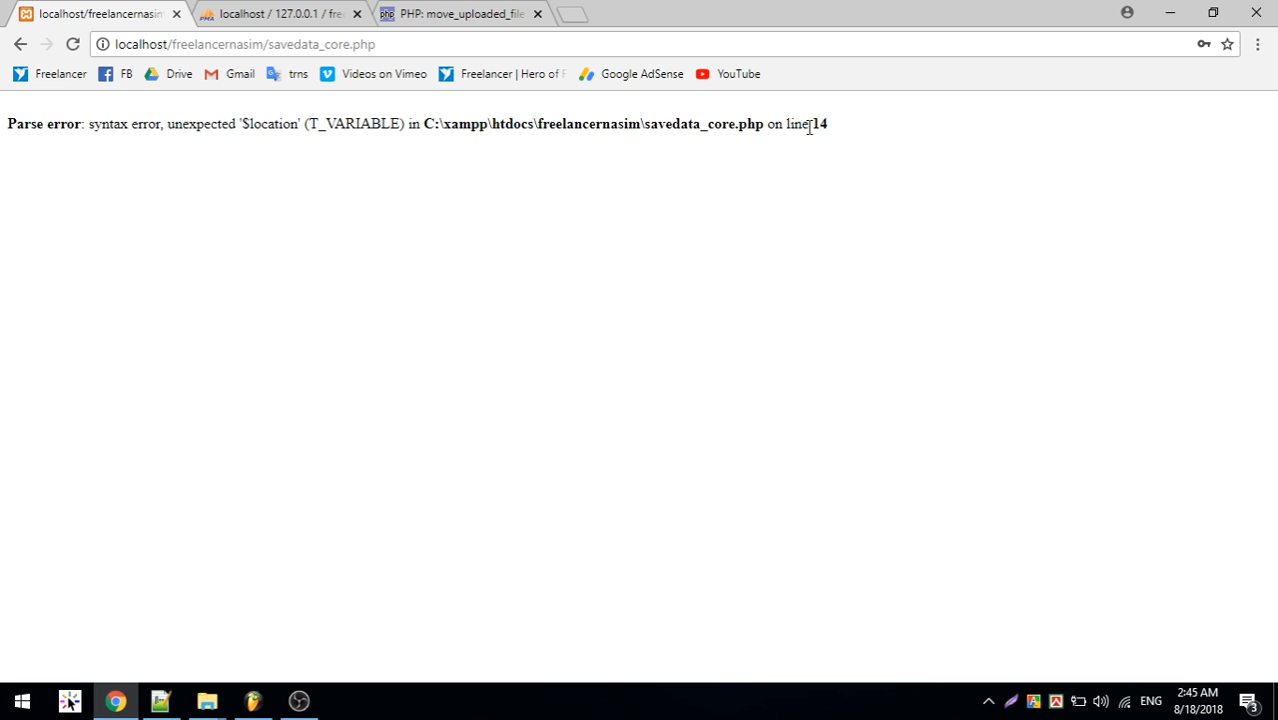 localhost/freelancernasim
localhost / 127.0.0.1 / fre
PHP: move_uploaded_file
localhost/freelancernasim/savedata_core.php
Freelancer
FB
Drive
Gmail
trns
Videos on Vimeo
Freelancer | Hero of F
Google AdSense
YouTube
Parse error: syntax error, unexpected '$location' (T_VARIABLE) in C:\xampp\htdocs\freelancernasim\savedata_core.php on line 14
ENG
2:45 AM
8/18/2018
3